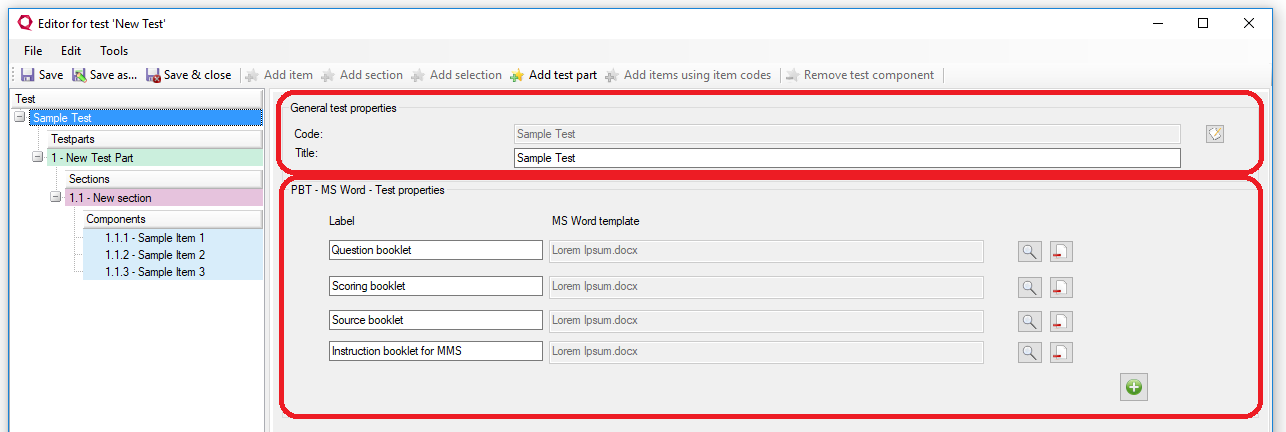 Editor for test 'New Test'
File Edit Tools
Save Save as... Save & close Add item Add section Add selection Add test part Add items using item codes Remove test component
Test
Sample Test
Testparts
1 - New Test Part
Sections
1.1 - New section
Components
1.1.1 - Sample Item 1
1.1.2 - Sample Item 2
1.1.3 - Sample Item 3
General test properties
Code: Sample Test
Title: Sample Test
PBT - MS Word - Test properties
Label MS Word template
Question booklet Lorem Ipsum.docx
Scoring booklet Lorem Ipsum.docx
Source booklet Lorem Ipsum.docx
Instruction booklet for MMS Lorem Ipsum.docx